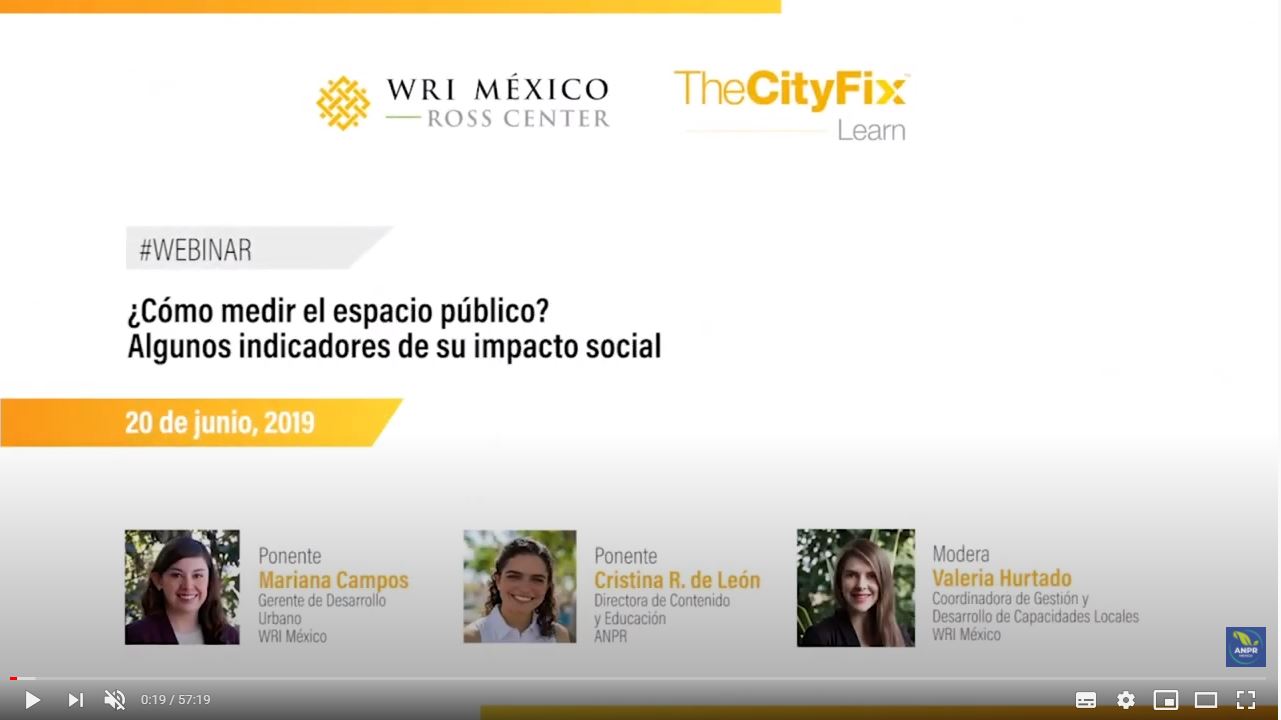 WRI MÉXICO
ROSS CENTER
TheCityFix™
Learn
#WEBINAR
¿Cómo medir el espacio público?
Algunos indicadores de su impacto social
20 de junio, 2019
Ponente
Mariana Campos
Gerente de Desarrollo
Urbano
WRI México
Ponente
Cristina R. de León
Directora de Contenido
y Educación
ANPR
Modera
Valeria Hurtado
Coordinadora de Gestión y
Desarrollo de Capacidades Locales
WRI México
ANPR
MÉXICO
0:19 / 57:19